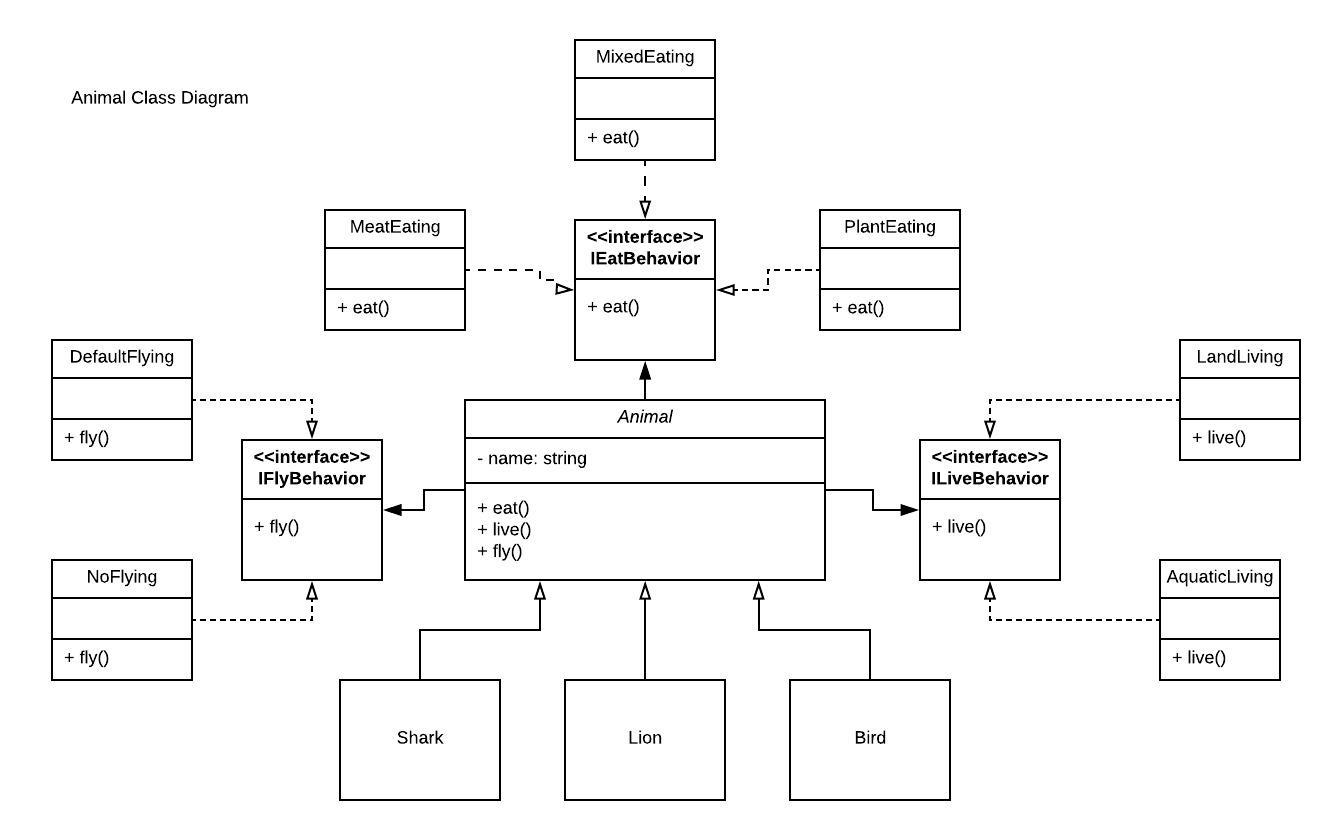 Animal Class Diagram
MixedEating
+ eat()
MeatEating
+ eat()
<<interface>>
IEatBehavior
+ eat()
PlantEating
+ eat()
DefaultFlying
+ fly()
<<interface>>
IFlyBehavior
+ fly()
NoFlying
+ fly()
Animal
- name: string
+ eat()
+ live()
+ fly()
<<interface>>
ILiveBehavior
+ live()
LandLiving
+ live()
AquaticLiving
+ live()
Shark
Lion
Bird